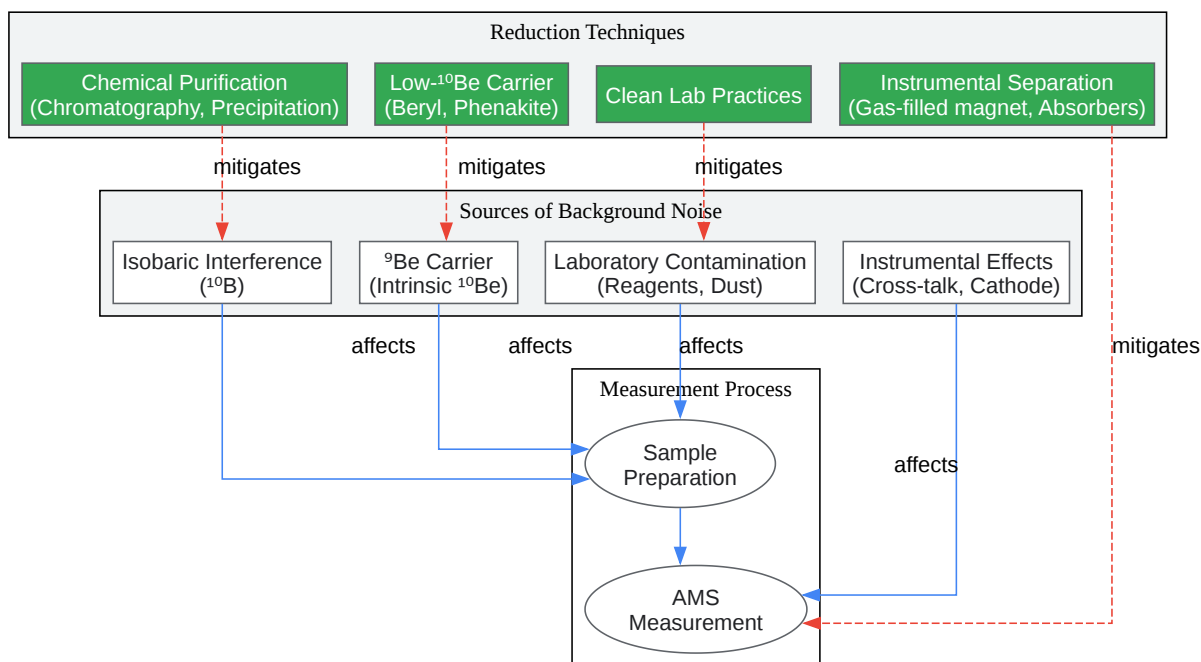 Reduction Techniques
Chemical Purification
(Chromatography, Precipitation)
Low-¹⁰Be Carrier
(Beryl, Phenakite)
Clean Lab Practices
Instrumental Separation
(Gas-filled magnet, Absorbers)
mitigates
mitigates
mitigates
Sources of Background Noise
Isobaric Interference
(¹⁰B)
⁹Be Carrier
(Intrinsic ¹⁰Be)
Laboratory Contamination
(Reagents, Dust)
Instrumental Effects
(Cross-talk, Cathode)
affects
affects
affects
mitigates
Measurement Process
Sample
Preparation
affects
AMS
Measurement